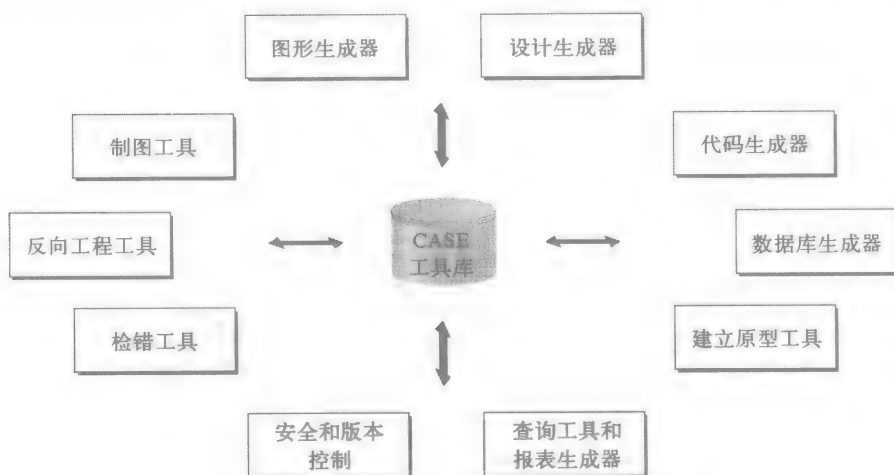 图形生成器
设计生成器
制图工具
代码生成器
反向工程工具
CASE
工具库
数据库生成器
检错工具
建立原型工具
安全和版本
控制
查询工具和
报表生成器